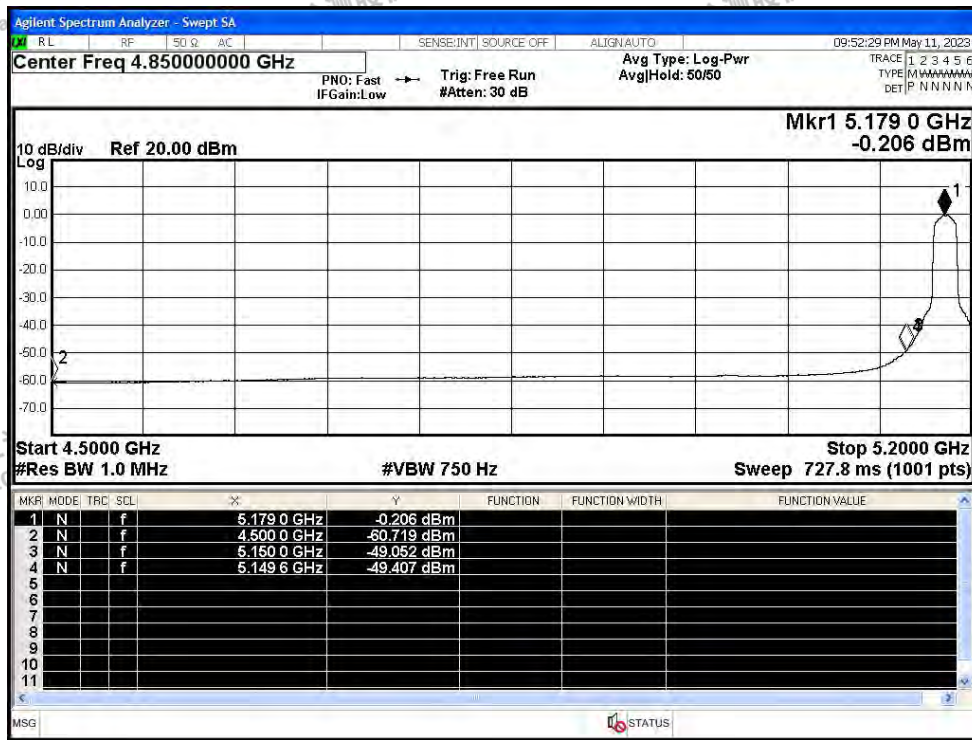 Agilent Spectrum Analyzer - Swept SA
RL RF 50 Ω AC SENSE:INT SOURCE OFF ALIGNAUTO 09:52:29 PM May 11, 2023
Center Freq 4.850000000 GHz
PNO: Fast
IFGain:Low
Trig: Free Run
#Atten: 30 dB
Avg Type: Log-Pwr
Avg|Hold: 50/50
TRACE 1 2 3 4 5 6
TYPE M
DET P N N N N N
Mkr1 5.179 0 GHz
-0.206 dBm
10 dB/div Ref 20.00 dBm
Log
10.0
0.00
-10.0
-20.0
-30.0
-40.0
-50.0
-60.0
-70.0
1
2
Start 4.5000 GHz
Stop 5.2000 GHz
#Res BW 1.0 MHz #VBW 750 Hz Sweep 727.8 ms (1001 pts)
MKR MODE TRC SCL X Y FUNCTION FUNCTION WIDTH FUNCTION VALUE
1 N f 5.179 0 GHz -0.206 dBm
2 N f 4.500 0 GHz -60.719 dBm
3 N f 5.150 0 GHz -49.052 dBm
4 N f 5.149 6 GHz -49.407 dBm
5
6
7
8
9
10
11
MSG STATUS